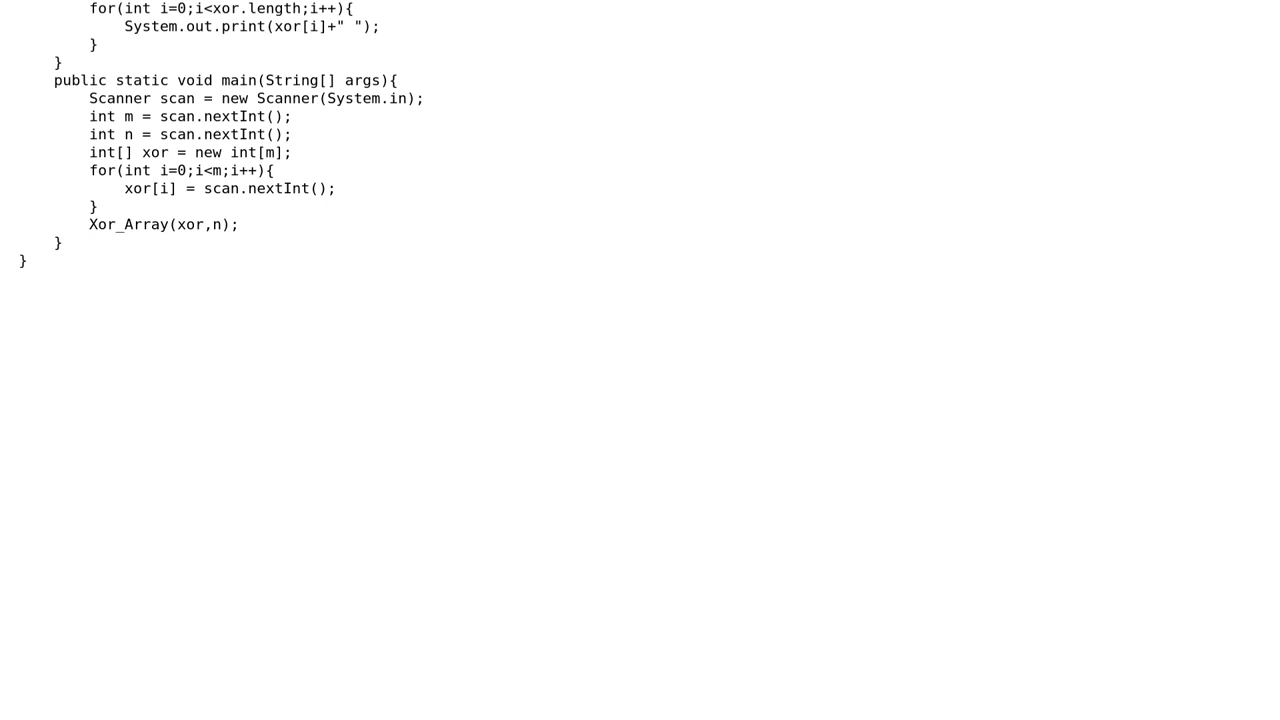 for(int i=0;i<xor.length;i++){
            System.out.print(xor[i]+" ");
        }
    }
    public static void main(String[] args){
        Scanner scan = new Scanner(System.in);
        int m = scan.nextInt();
        int n = scan.nextInt();
        int[] xor = new int[m];
        for(int i=0;i<m;i++){
            xor[i] = scan.nextInt();
        }
        Xor_Array(xor,n);
    }
}